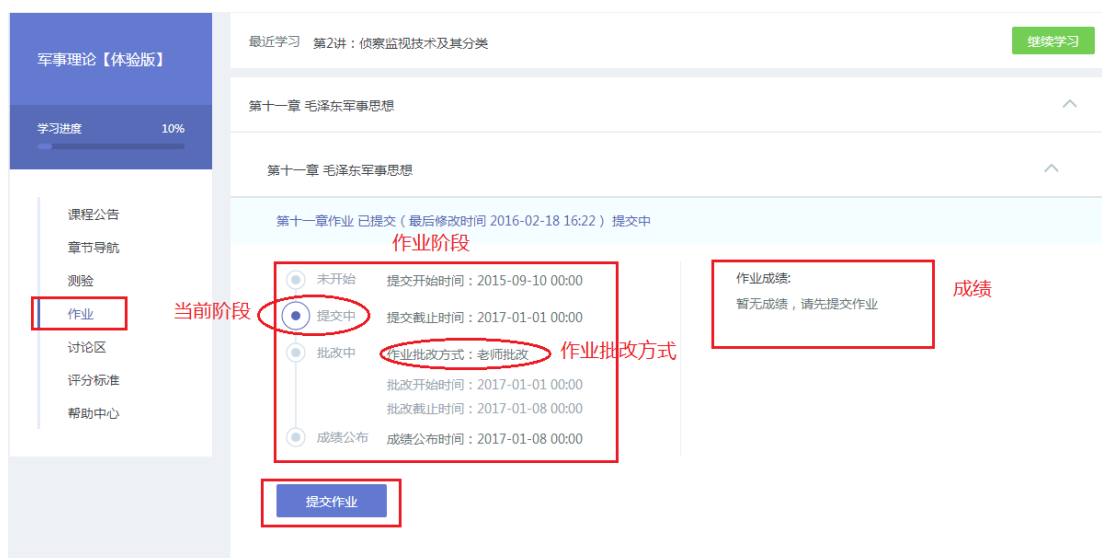 军事理论【体验版】
学习进度 10%
课程公告
章节导航
测验
作业
讨论区
评分标准
帮助中心
最近学习 第2讲：侦察监视技术及其分类
继续学习
第十一章 毛泽东军事思想
第十一章 毛泽东军事思想
第十一章作业 已提交（最后修改时间 2016-02-18 16:22 ）提交中
作业阶段
未开始 提交开始时间：2015-09-10 00:00
当前阶段
提交中 提交截止时间：2017-01-01 00:00
批改中 作业批改方式：老师批改
作业批改方式
批改开始时间：2017-01-01 00:00
批改截止时间：2017-01-08 00:00
成绩公布 成绩公布时间：2017-01-08 00:00
作业成绩:
暂无成绩，请先提交作业
成绩
提交作业